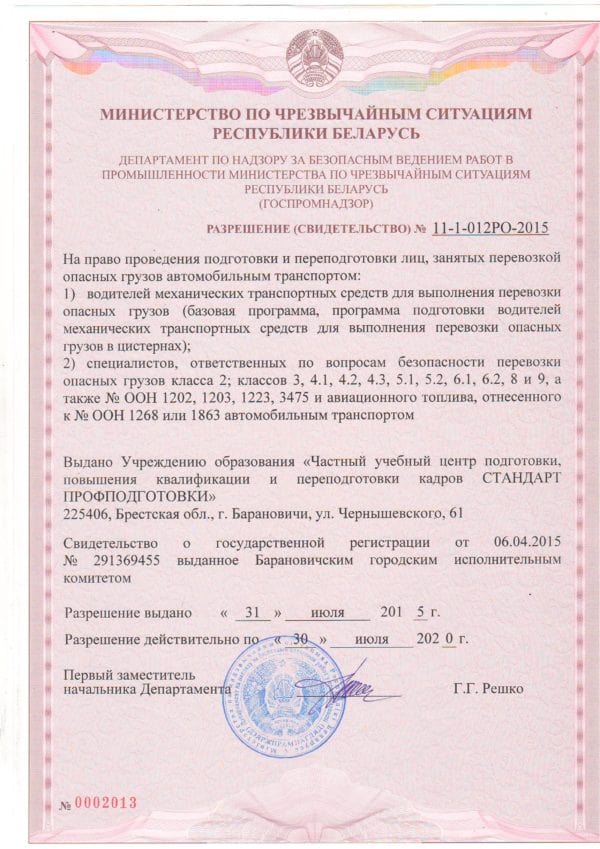 МИНИСТЕРСТВО ПО ЧРЕЗВЫЧАЙНЫМ СИТУАЦИЯМ
РЕСПУБЛИКИ БЕЛАРУСЬ
ДЕПАРТАМЕНТ ПО НАДЗОРУ ЗА БЕЗОПАСНЫМ ВЕДЕНИЕМ РАБОТ В
ПРОМЫШЛЕННОСТИ МИНИСТЕРСТВА ПО ЧРЕЗВЫЧАЙНЫМ СИТУАЦИЯМ
РЕСПУБЛИКИ БЕЛАРУСЬ
(ГОСПРОМНАДЗОР)
РАЗРЕШЕНИЕ (СВИДЕТЕЛЬСТВО) № 11-1-012РО-2015
На право проведения подготовки и переподготовки лиц, занятых перевозкой
опасных грузов автомобильным транспортом:
1) водителей механических транспортных средств для выполнения перевозки
опасных грузов (базовая программа, программа подготовки водителей
механических транспортных средств для выполнения перевозки опасных
грузов в цистернах);
2) специалистов, ответственных по вопросам безопасности перевозки
опасных грузов класса 2; классов 3, 4.1, 4.2, 4.3, 5.1, 5.2, 6.1, 6.2, 8 и 9, а
также № ООН 1202, 1203, 1223, 3475 и авиационного топлива, отнесенного
к № ООН 1268 или 1863 автомобильным транспортом
Выдано Учреждению образования «Частный учебный центр подготовки,
повышения квалификации и переподготовки кадров СТАНДАРТ
ПРОФПОДГОТОВКИ»
225406, Брестская обл., г. Барановичи, ул. Чернышевского, 61
Свидетельство о государственной регистрации от 06.04.2015
№ 291369455 выданное Барановичским городским исполнительным
комитетом
Разрешение выдано « 31 » июля 201 5 г.
Разрешение действительно по « 30 » июля 202 0 г.
Первый заместитель
начальника Департамента Г.Г. Решко
№ 0002013